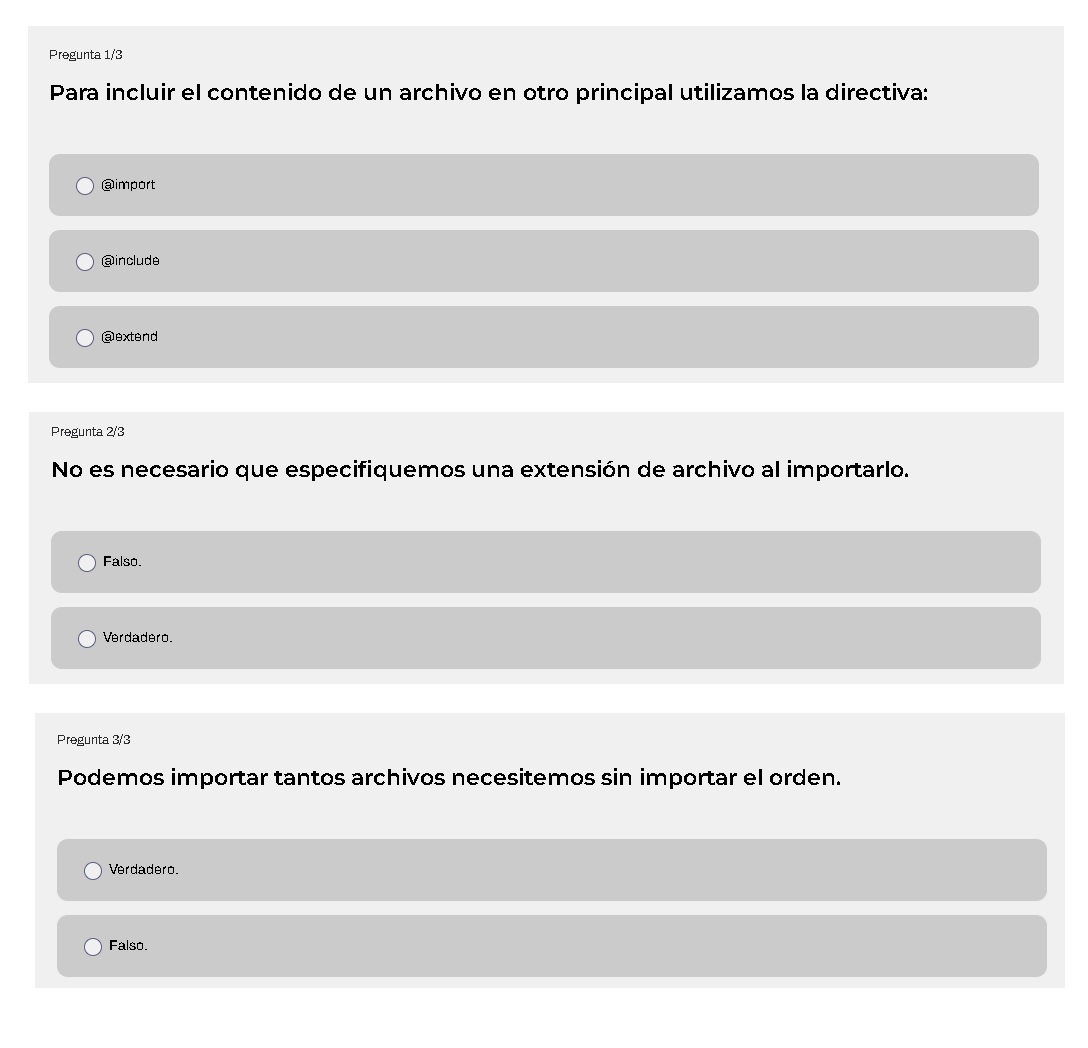 Pregunta 1/3
Para incluir el contenido de un archivo en otro principal utilizamos la directiva:
@import
@include
@extend
Pregunta 2/3
No es necesario que especifiquemos una extensión de archivo al importarlo.
Falso.
Verdadero.
Pregunta 3/3
Podemos importar tantos archivos necesitemos sin importar el orden.
Verdadero.
Falso.